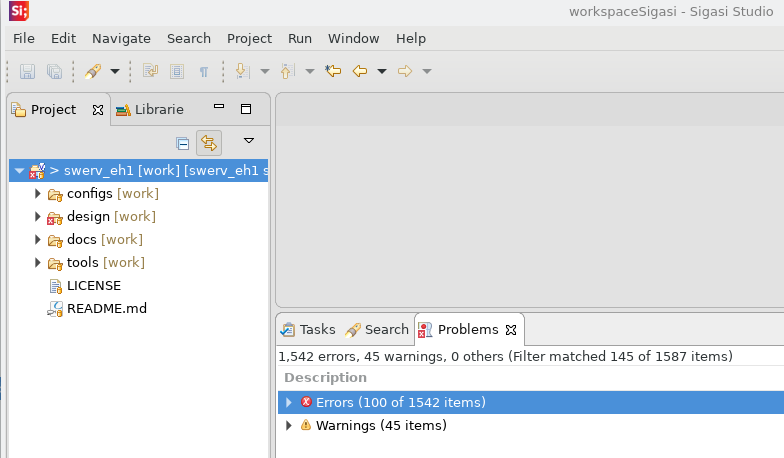 Si;
workspaceSigasi - Sigasi Studio
File Edit Navigate Search Project Run Window Help
Project Librarie
> swerv_eh1 [work] [swerv_eh1 s
configs [work]
design [work]
docs [work]
tools [work]
LICENSE
README.md
Tasks Search Problems
1,542 errors, 45 warnings, 0 others (Filter matched 145 of 1587 items)
Description
Errors (100 of 1542 items)
Warnings (45 items)